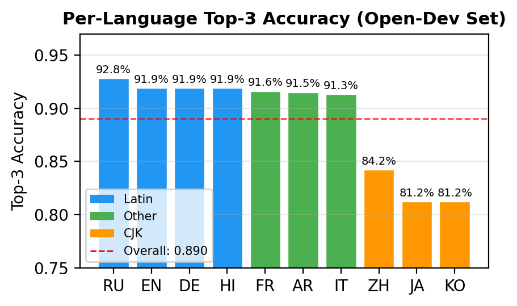 Per-Language Top-3 Accuracy (Open-Dev Set)
Top-3 Accuracy
0.95
0.90
0.85
0.80
0.75
92.8% 91.9% 91.9% 91.9% 91.6% 91.5% 91.3% 84.2% 81.2% 81.2%
Latin
Other
CJK
Overall: 0.890
RU EN DE HI FR AR IT ZH JA KO